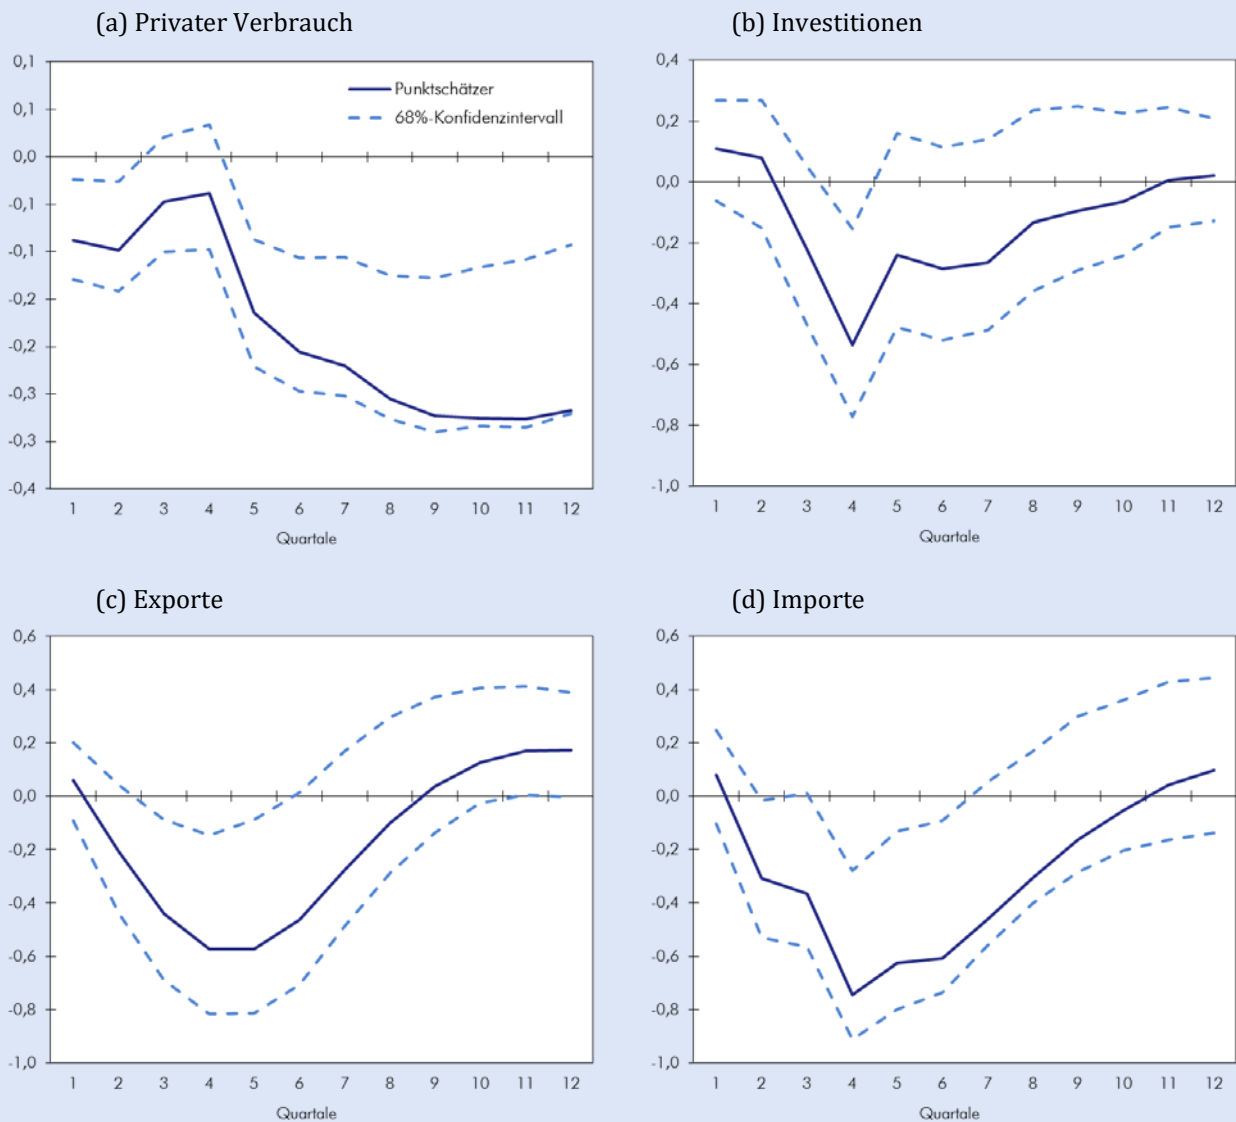 (a) Privater Verbrauch
0,1
0,1
0,0
-0,1
-0,1
-0,2
-0,2
-0,3
-0,3
-0,4
Punktschätzer
68%-Konfidenzintervall
1 2 3 4 5 6 7 8 9 10 11 12
Quartale
(b) Investitionen
0,4
0,2
0,0
-0,2
-0,4
-0,6
-0,8
-1,0
1 2 3 4 5 6 7 8 9 10 11 12
Quartale
(c) Exporte
0,6
0,4
0,2
0,0
-0,2
-0,4
-0,6
-0,8
-1,0
1 2 3 4 5 6 7 8 9 10 11 12
Quartale
(d) Importe
0,6
0,4
0,2
0,0
-0,2
-0,4
-0,6
-0,8
-1,0
1 2 3 4 5 6 7 8 9 10 11 12
Quartale